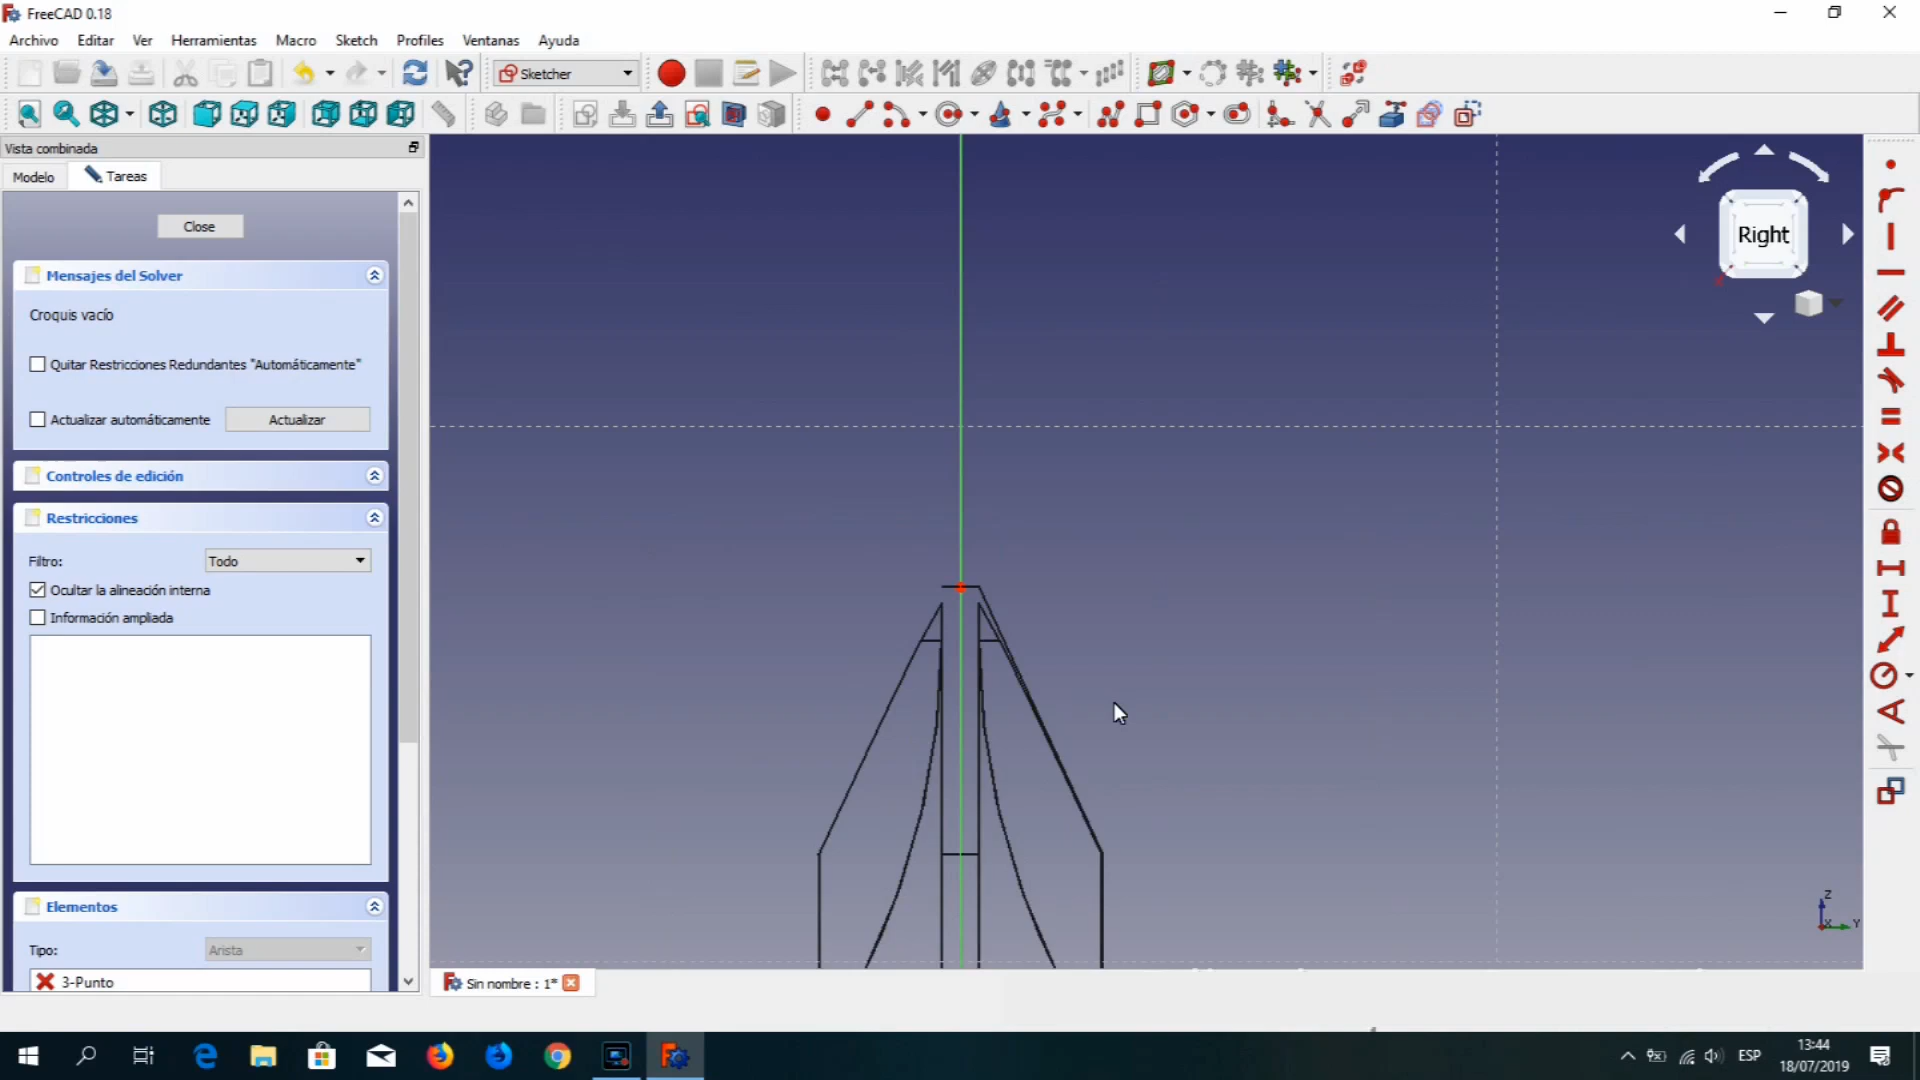 FreeCAD 0.18
Archivo Editar Ver Herramientas Macro Sketch Profiles Ventanas Ayuda
Sketcher
Vista combinada
Modelo Tareas
Close
Mensajes del Solver
Croquis vacío
Quitar Restricciones Redundantes "Automáticamente"
Actualizar automáticamente Actualizar
Controles de edición
Restricciones
Filtro: Todo
Ocultar la alineación interna
Información ampliada
Elementos
Tipo: Arista
3-Punto
Right
Z
X Y
Sin nombre : 1*
ESP
13:44
18/07/2019